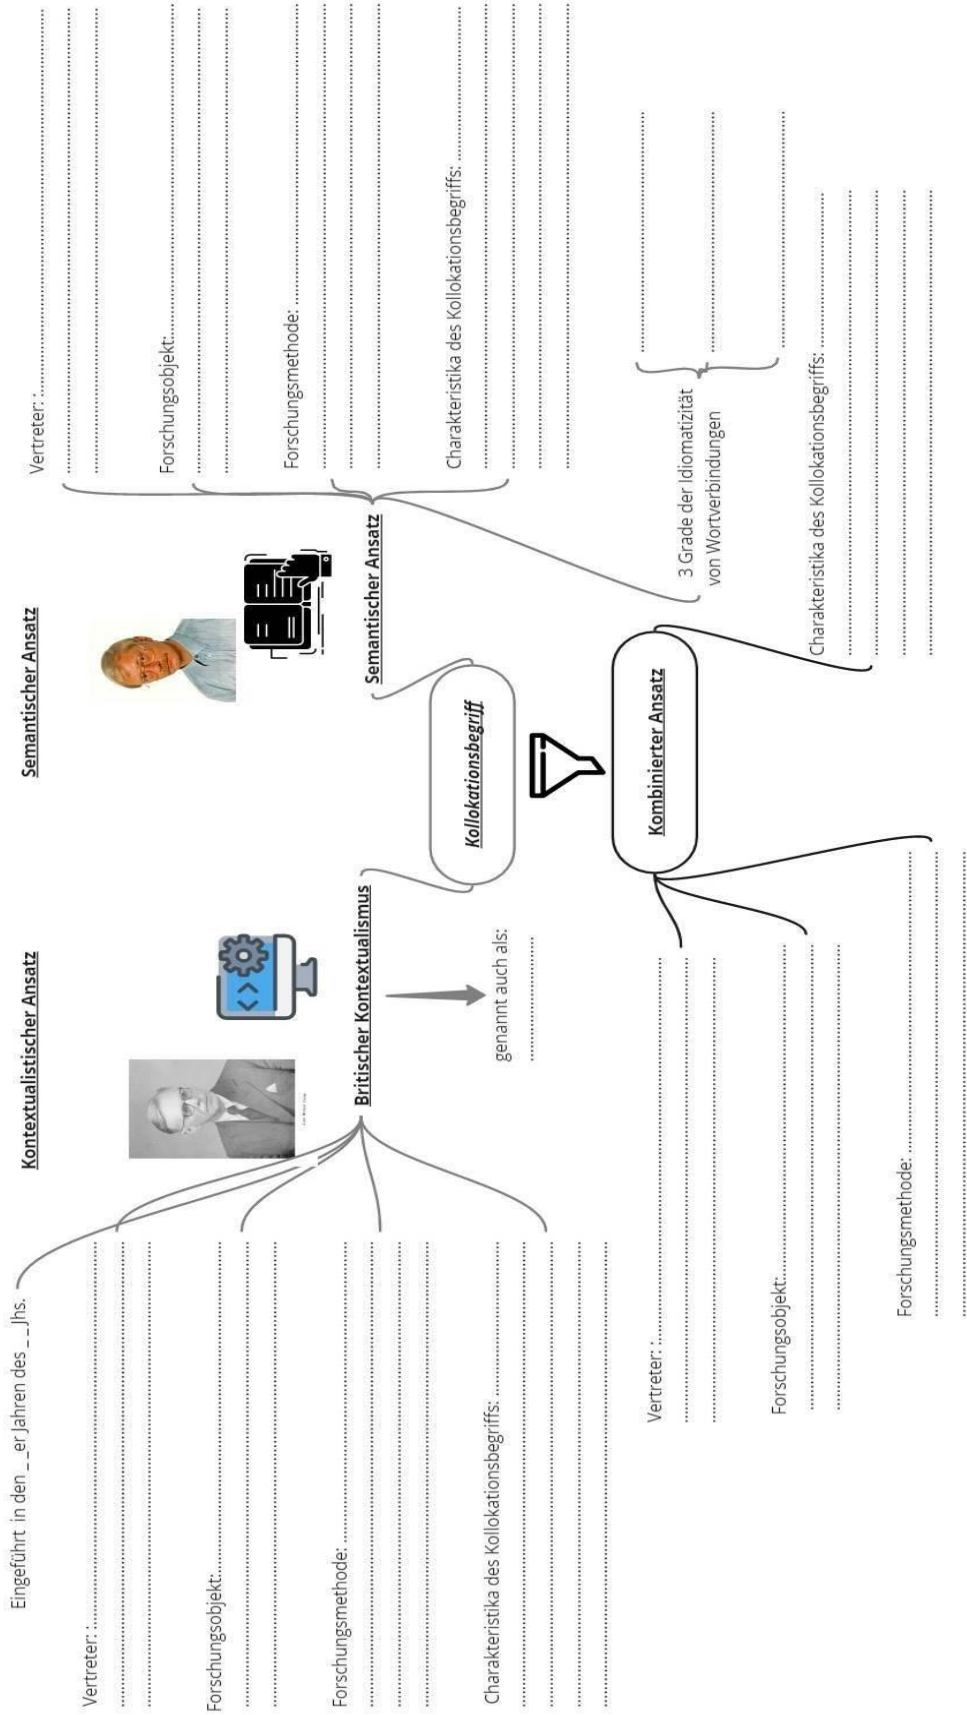 Kontextualistischer Ansatz
Semantischer Ansatz
Eingeführt in den _ _er Jahren des _ _Jhs.
Vertreter: :
Forschungsobjekt:
Forschungsmethode:
Charakteristika des Kollokationsbegriffs:
Britischer Kontextualismus
genannt auch als:
Kollokationsbegriff
Semantischer Ansatz
Vertreter: :
Forschungsobjekt:
Forschungsmethode:
Charakteristika des Kollokationsbegriffs:
3 Grade der Idiomatizität
von Wortverbindungen
Kombinierter Ansatz
Vertreter: :
Forschungsobjekt:
Forschungsmethode:
Charakteristika des Kollokationsbegriffs: